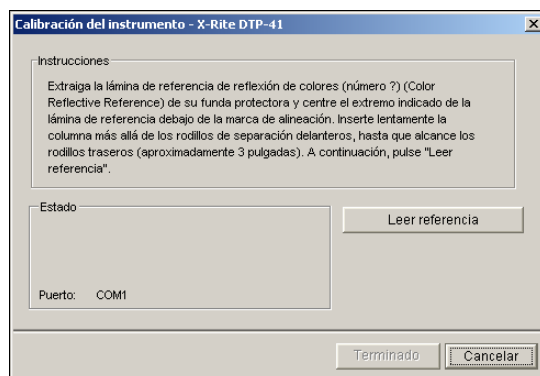 Calibración del instrumento - X-Rite DTP-41
Instrucciones
Extraiga la lámina de referencia de reflexión de colores (número ?) (Color
Reflective Reference) de su funda protectora y centre el extremo indicado de la
lámina de referencia debajo de la marca de alineación. Inserte lentamente la
columna más allá de los rodillos de separación delanteros, hasta que alcance los
rodillos traseros (aproximadamente 3 pulgadas). A continuación, pulse "Leer
referencia".
Estado
Leer referencia
Puerto: COM1
Terminado Cancelar